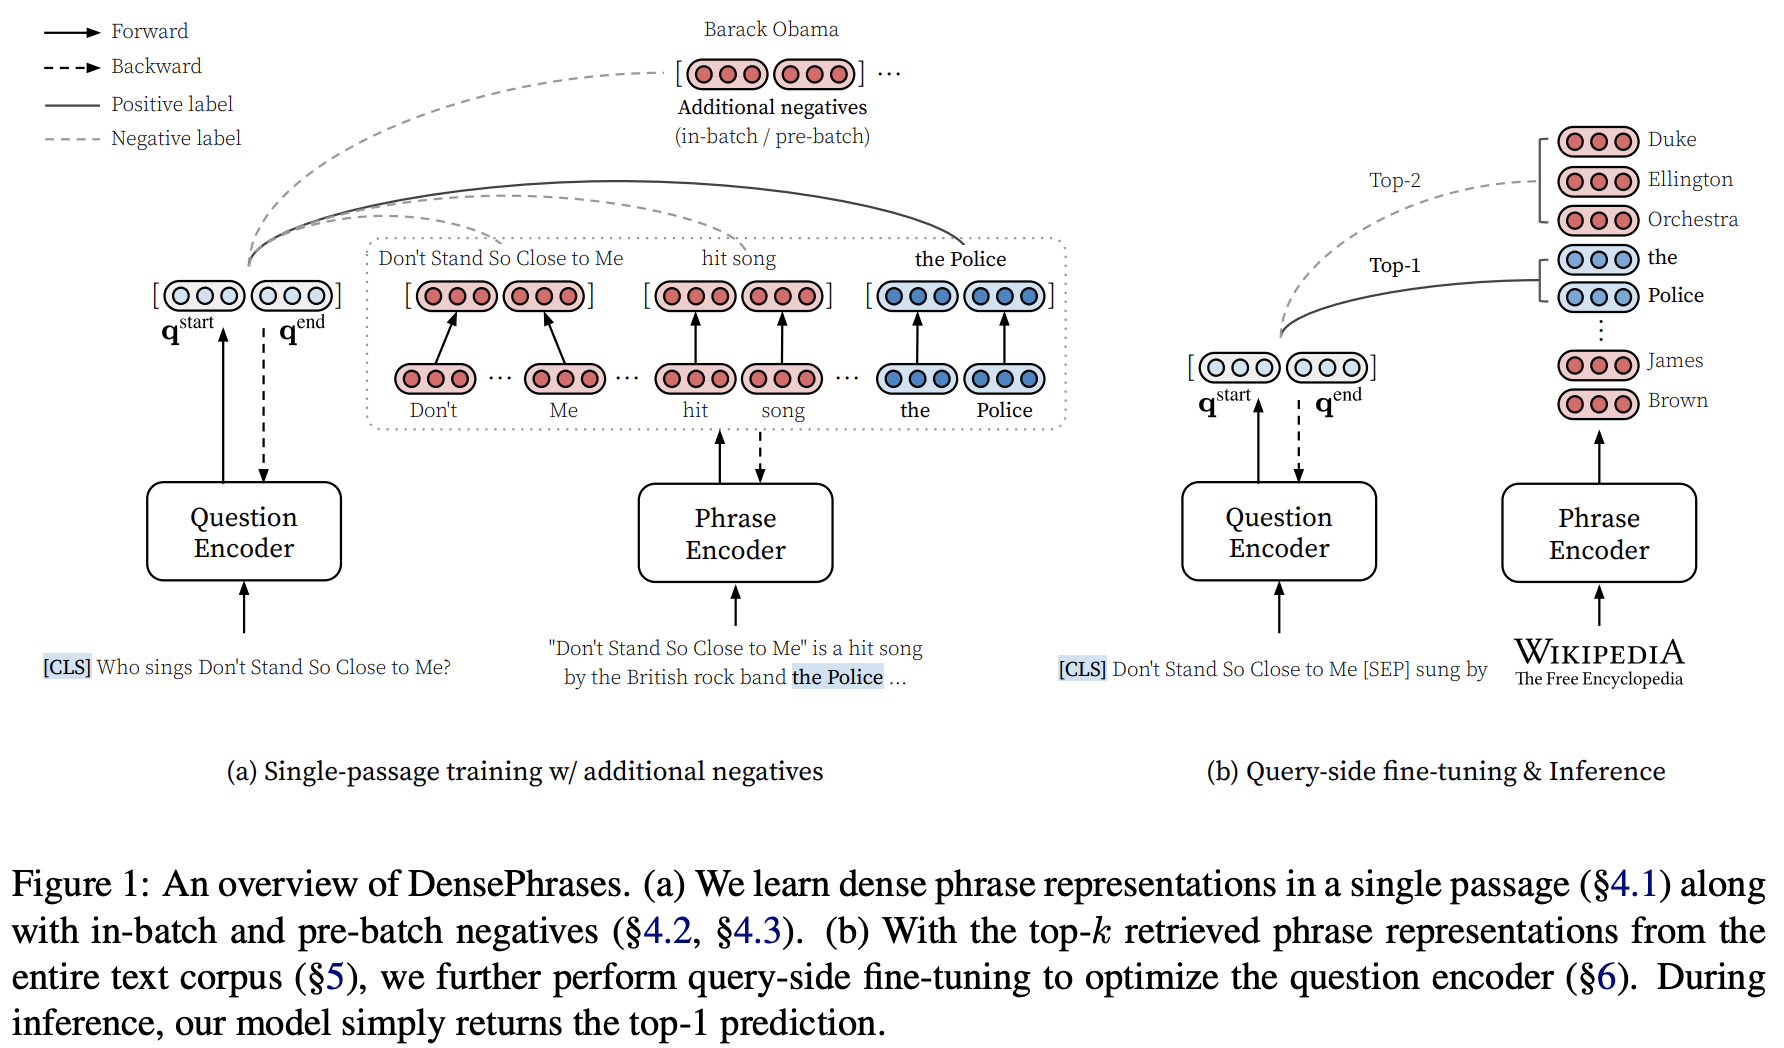 Forward
Backward
Positive label
Negative label
Barack Obama
[ ] ...
Additional negatives
(in-batch / pre-batch)
Don't Stand So Close to Me
hit song
the Police
[ ] [ ] [ ] [ ]
q^start q^end
... ... ...
Don't Me hit song the Police
Question
Encoder
Phrase
Encoder
[CLS] Who sings Don't Stand So Close to Me?
"Don't Stand So Close to Me" is a hit song
by the British rock band the Police ...
(a) Single-passage training w/ additional negatives
Top-2
Top-1
Duke
Ellington
Orchestra
the
Police
⋮
James
Brown
[ ]
q^start q^end
Question
Encoder
Phrase
Encoder
[CLS] Don't Stand So Close to Me [SEP] sung by
WIKIPEDIA
The Free Encyclopedia
(b) Query-side fine-tuning & Inference
Figure 1: An overview of DensePhrases. (a) We learn dense phrase representations in a single passage (§4.1) along
with in-batch and pre-batch negatives (§4.2, §4.3). (b) With the top-k retrieved phrase representations from the
entire text corpus (§5), we further perform query-side fine-tuning to optimize the question encoder (§6). During
inference, our model simply returns the top-1 prediction.